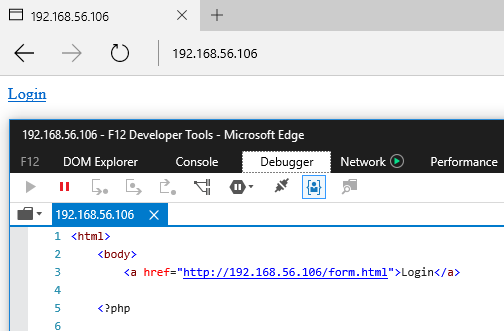 192.168.56.106
192.168.56.106
Login
192.168.56.106 - F12 Developer Tools - Microsoft Edge
F12 DOM Explorer Console Debugger Network Performance
192.168.56.106
1 <html>
2 <body>
3 <a href="http://192.168.56.106/form.html">Login</a>
4
5 <?php
6